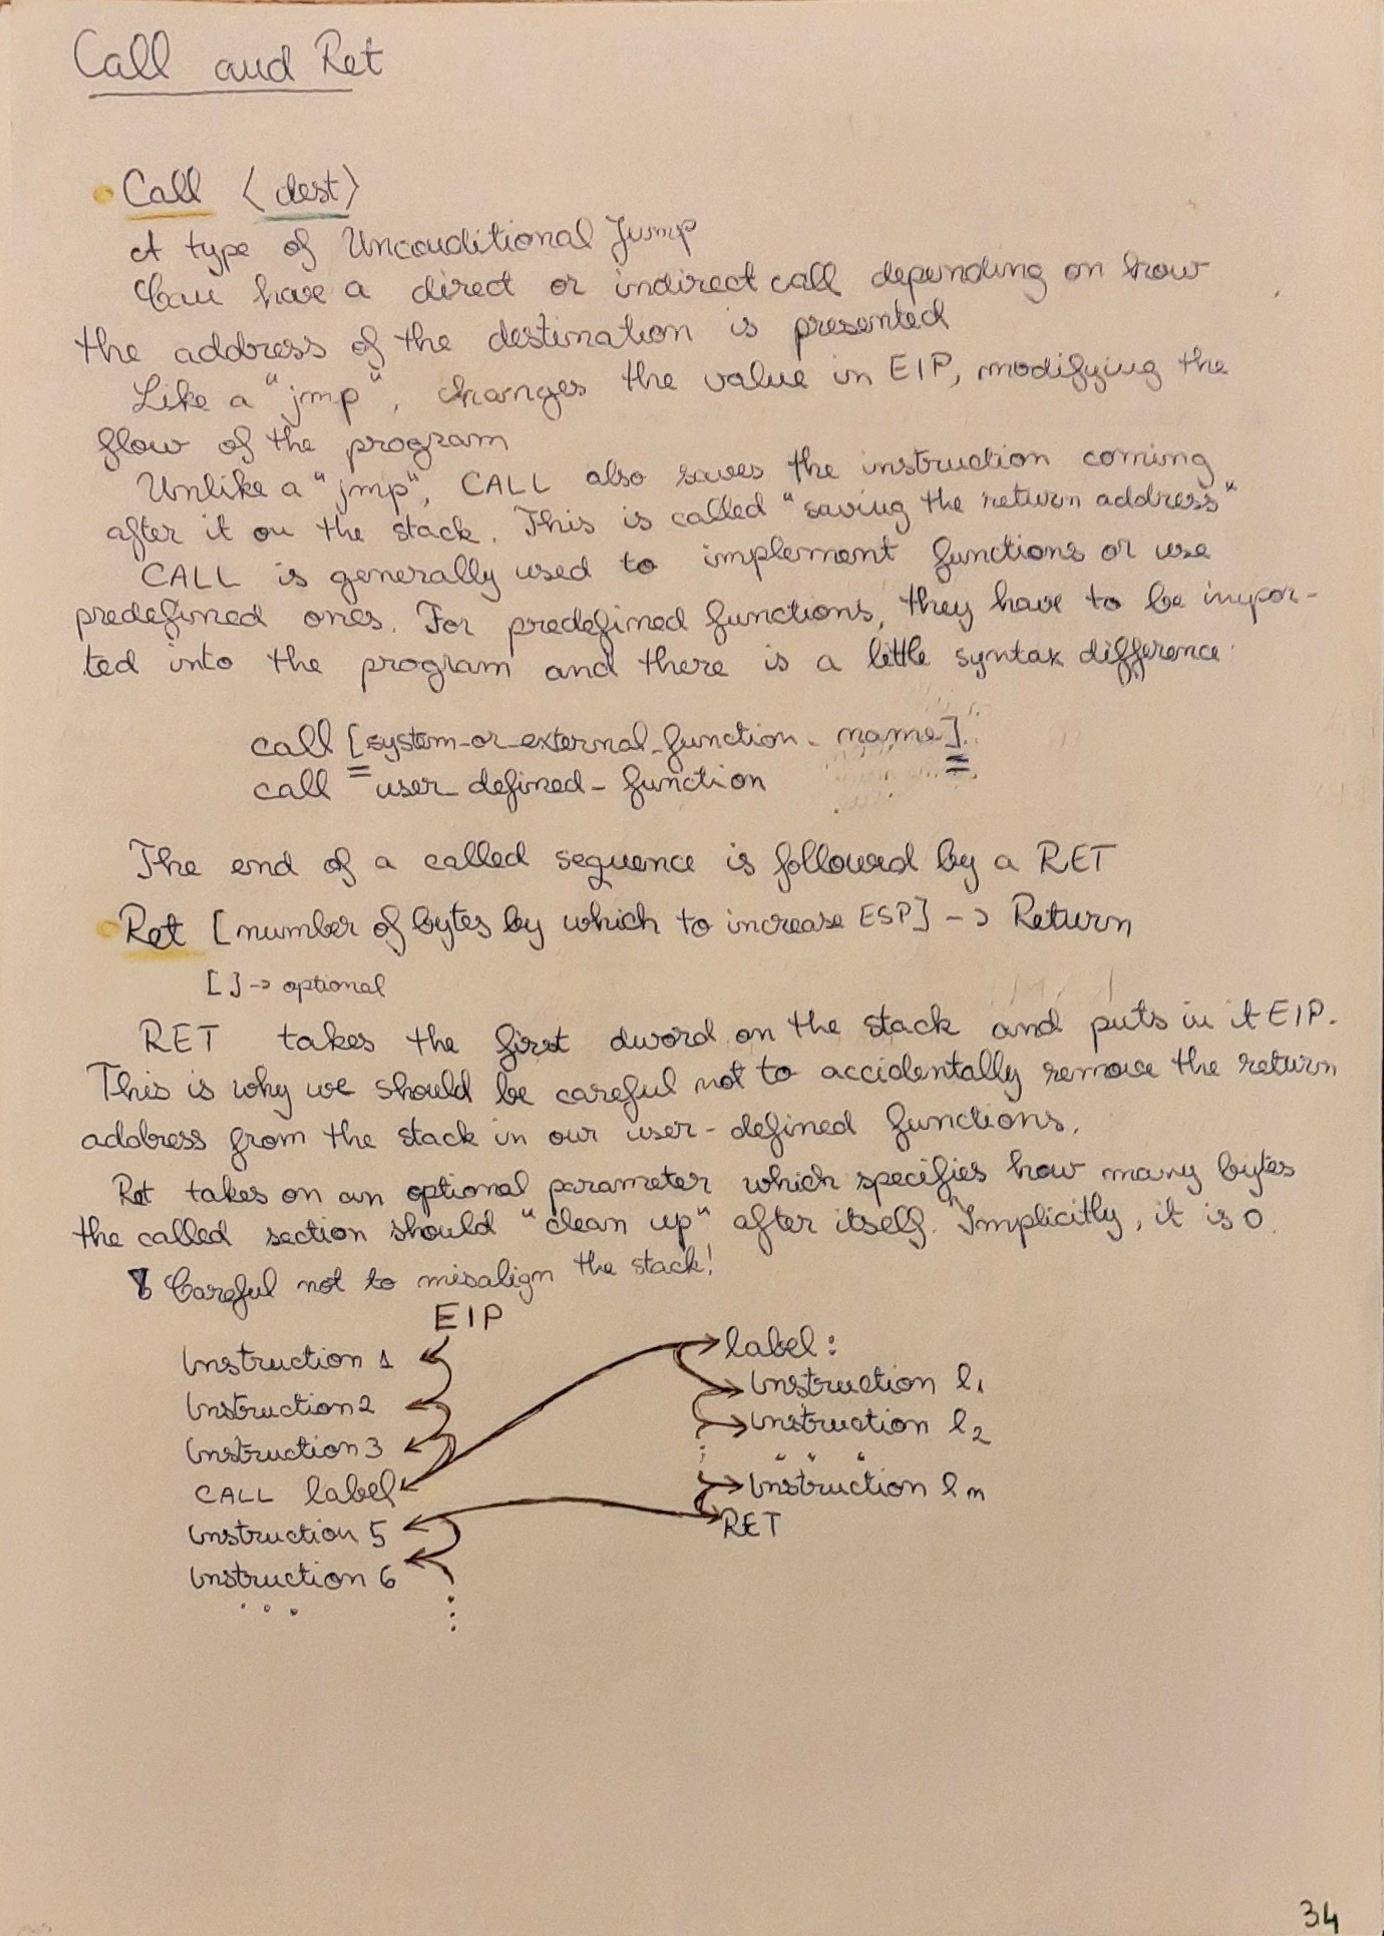 Call and Ret
• Call <dest>
A type of Unconditional Jump
Can have a direct or indirect call depending on how
the address of the destination is presented
Like a "jmp", changes the value in EIP, modifying the
flow of the program
Unlike a "jmp", CALL also saves the instruction coming
after it on the stack. This is called "saving the return address"
CALL is generally used to implement functions or use
predefined ones. For predefined functions, they have to be impor-
ted into the program and there is a little syntax difference:
call [system_or_external_function_name]
call user_defined_function
The end of a called sequence is followed by a RET
• Ret [number of bytes by which to increase ESP] -> Return
[ ] -> optional
RET takes the first dword on the stack and puts in it EIP.
This is why we should be careful not to accidentally remove the return
address from the stack in our user-defined functions.
Ret takes on an optional parameter which specifies how many bytes
the called section should "clean up" after itself. Implicitly, it is 0.
! Careful not to misalign the stack!
EIP
Instruction 1
Instruction 2
Instruction 3
CALL label
Instruction 5
Instruction 6
...
label:
Instruction l1
Instruction l2
...
Instruction lm
RET
34